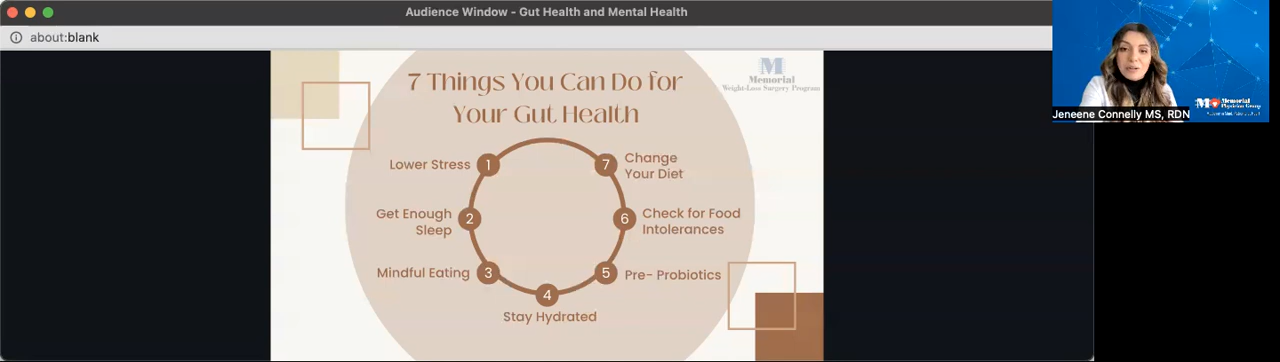 Audience Window - Gut Health and Mental Health
about:blank
7 Things You Can Do for
Your Gut Health
M
Memorial
Weight-Loss Surgery Program
Lower Stress
1
7
Change
Your Diet
Get Enough
Sleep
2
6
Check for Food
Intolerances
Mindful Eating
3
5
Pre- Probiotics
4
Stay Hydrated
Jeneene Connelly MS, RDN
Memorial
Physician Group